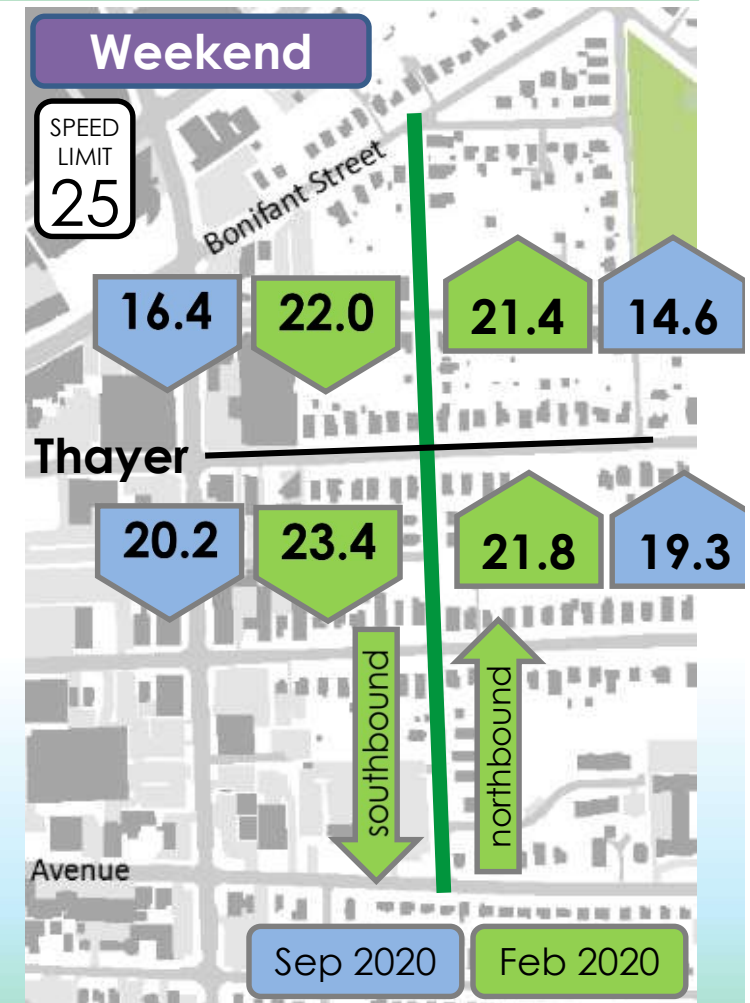 Weekend
SPEED
LIMIT
25
Bonifant Street
16.4
22.0
21.4
14.6
Thayer
20.2
23.4
21.8
19.3
southbound
northbound
Avenue
Sep 2020
Feb 2020